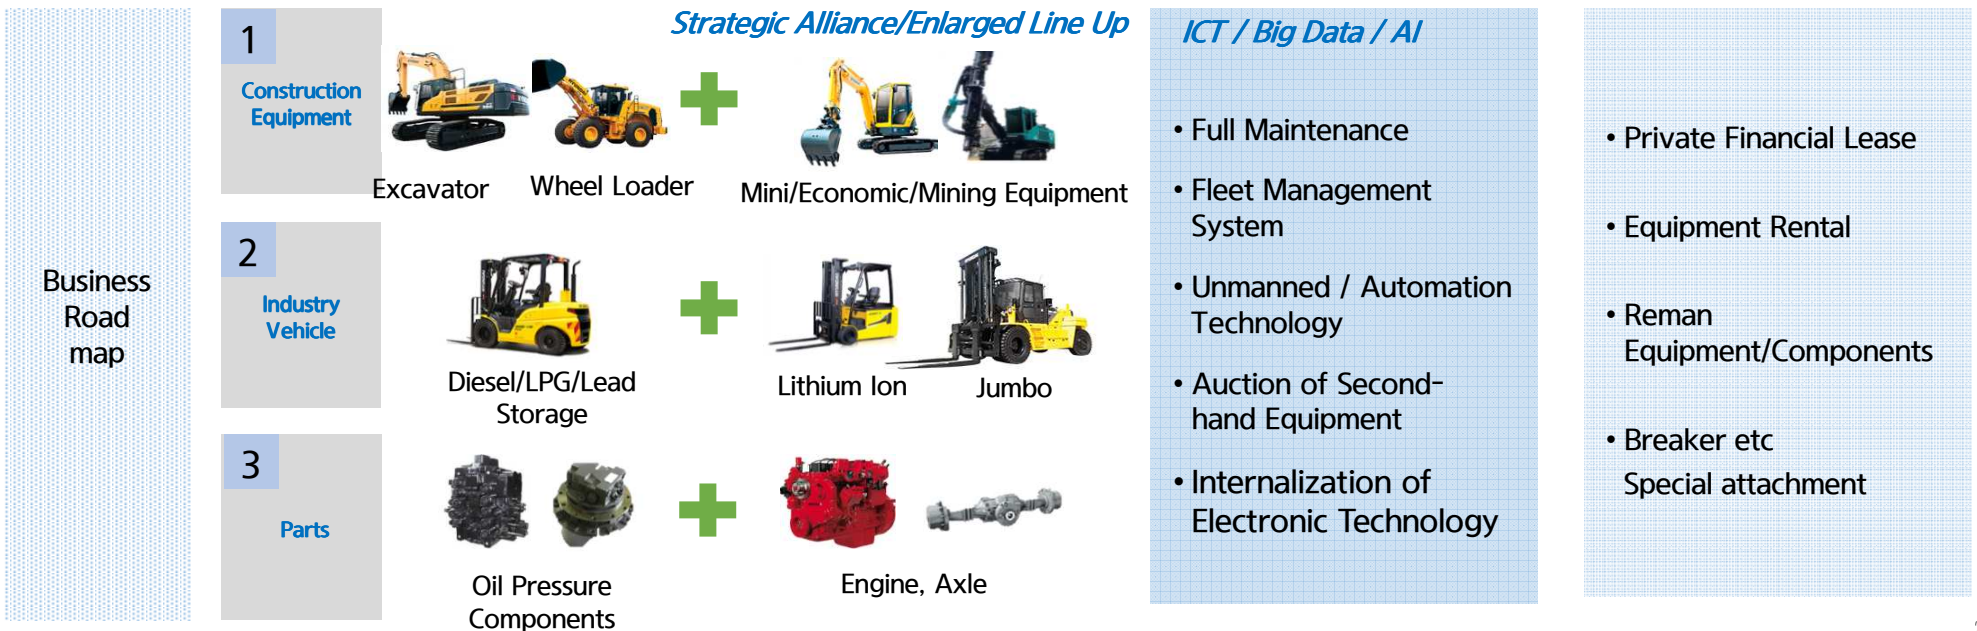 Business
Road
map
1
Construction
Equipment
Strategic Alliance/Enlarged Line Up
Excavator
Wheel Loader
Mini/Economic/Mining Equipment
2
Industry
Vehicle
Diesel/LPG/Lead
Storage
Lithium Ion
Jumbo
3
Parts
Oil Pressure
Components
Engine, Axle
ICT / Big Data / AI
• Full Maintenance
• Fleet Management
System
• Unmanned / Automation
Technology
• Auction of Second-
hand Equipment
• Internalization of
Electronic Technology
• Private Financial Lease
• Equipment Rental
• Reman
Equipment/Components
• Breaker etc
Special attachment